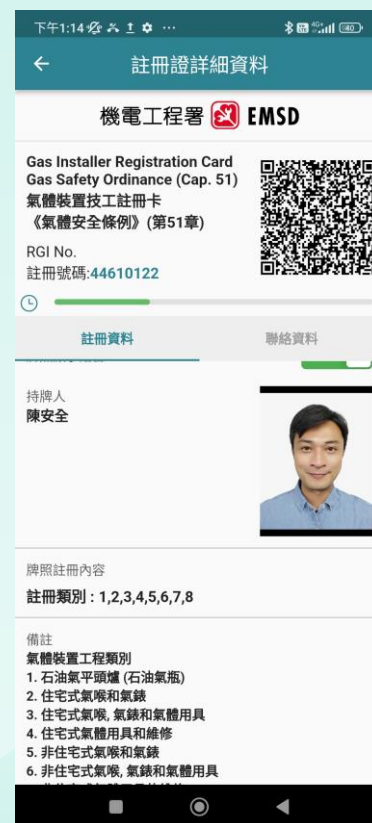 下午1:14
4G+
40
註冊證詳細資料
機電工程署 EMSD
Gas Installer Registration Card
Gas Safety Ordinance (Cap. 51)
氣體裝置技工註冊卡
《氣體安全條例》(第51章)
RGI No.
註冊號碼:44610122
註冊資料
聯絡資料
持牌人
陳安全
牌照註冊內容
註冊類別 : 1,2,3,4,5,6,7,8
備註
氣體裝置工程類別
1. 石油氣平頭爐 (石油氣瓶)
2. 住宅式氣喉和氣錶
3. 住宅式氣喉, 氣錶和氣體用具
4. 住宅式氣體用具和維修
5. 非住宅式氣喉和氣錶
6. 非住宅式氣喉, 氣錶和氣體用具